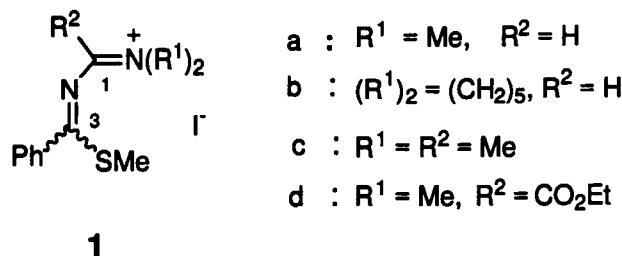 R² + a : R¹ = Me, R² = H
N(R¹)₂
1
N
b : (R¹)₂ = (CH2)₅, R² = H
3
I⁻
Ph SMe
c : R¹ = R² = Me
d : R¹ = Me, R² = CO₂Et
1